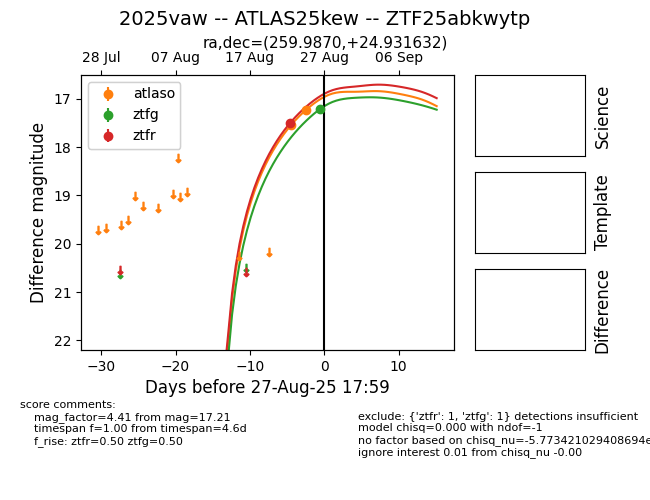 2025vaw -- ATLAS25kew -- ZTF25abkwytp
ra,dec=(259.9870,+24.931632)
28 Jul 07 Aug 17 Aug 27 Aug 06 Sep
atlaso
ztfg
ztfr
17
18
19
20
21
22
Difference magnitude
−30 −20 −10 0 10
Days before 27-Aug-25 17:59
Science
Template
Difference
score comments:
mag_factor=4.41 from mag=17.21
timespan f=1.00 from timespan=4.6d
f_rise: ztfr=0.50 ztfg=0.50
exclude: {'ztfr': 1, 'ztfg': 1} detections insufficient
model chisq=0.000 with ndof=-1
no factor based on chisq_nu=-5.773421029408694e
ignore interest 0.01 from chisq_nu -0.00